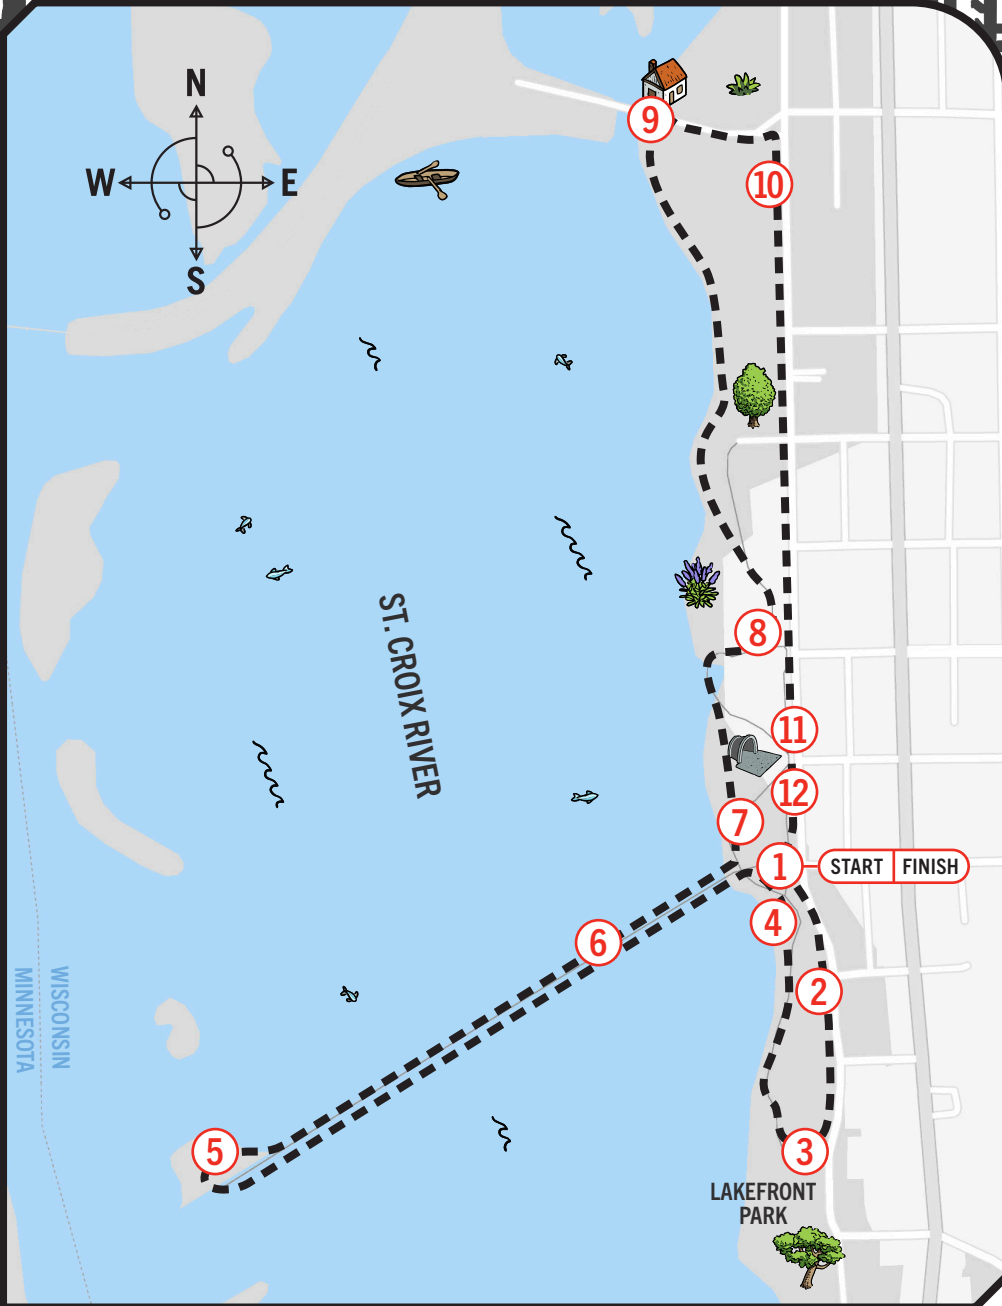 N
W
E
S
9
10
8
11
12
7
1
START
FINISH
4
6
2
5
3
ST. CROIX RIVER
WISCONSIN
MINNESOTA
LAKEFRONT
PARK